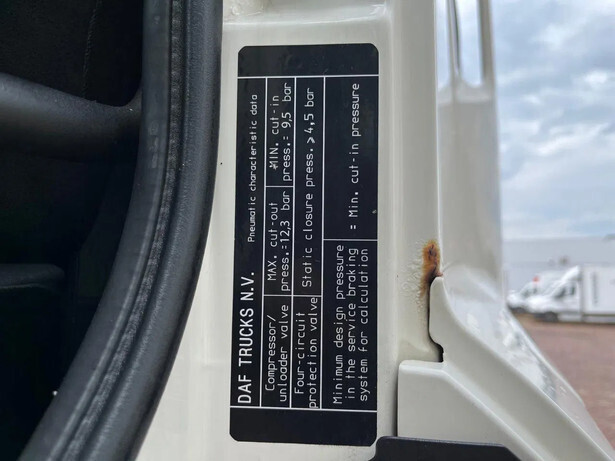 DAF TRUCKS N.V. Pneumatic characteristic data
Compressor/ MAX. cut-out MIN. cut-in
unloader valve press.=12,3 bar press.= 9,5 bar
Four-circuit
protection valve Static closure press. > 4,5 bar
Minimum design pressure
in the service braking = Min. cut-in pressure
system for calculation